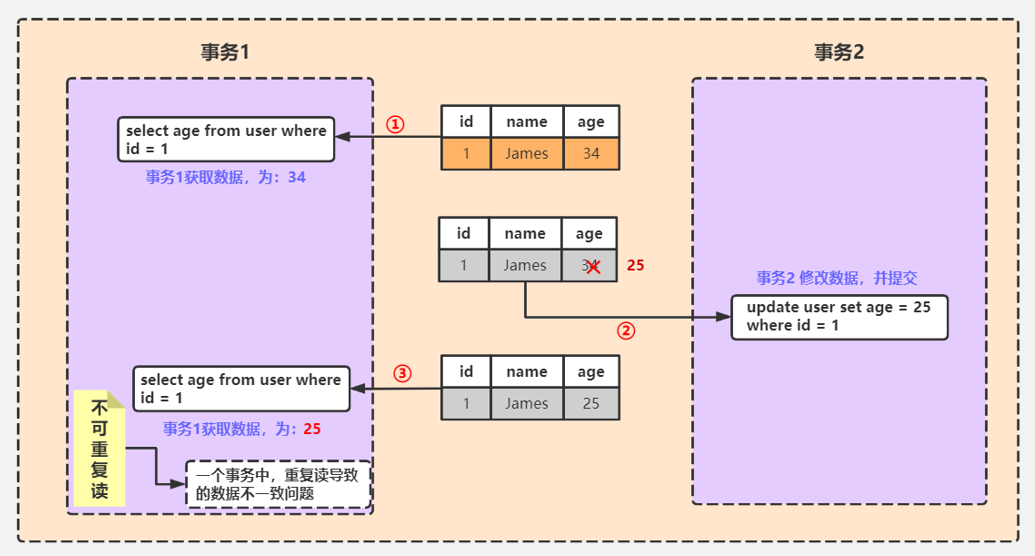 事务1
事务2
select age from user where
id = 1
①
事务1获取数据，为：34
id name age
1 James 34
id name age
1 James 34 25
事务2 修改数据，并提交
update user set age = 25
where id = 1
②
select age from user where
id = 1
③
事务1获取数据，为：25
id name age
1 James 25
不
可
重
复
读
一个事务中，重复读导致
的数据不一致问题